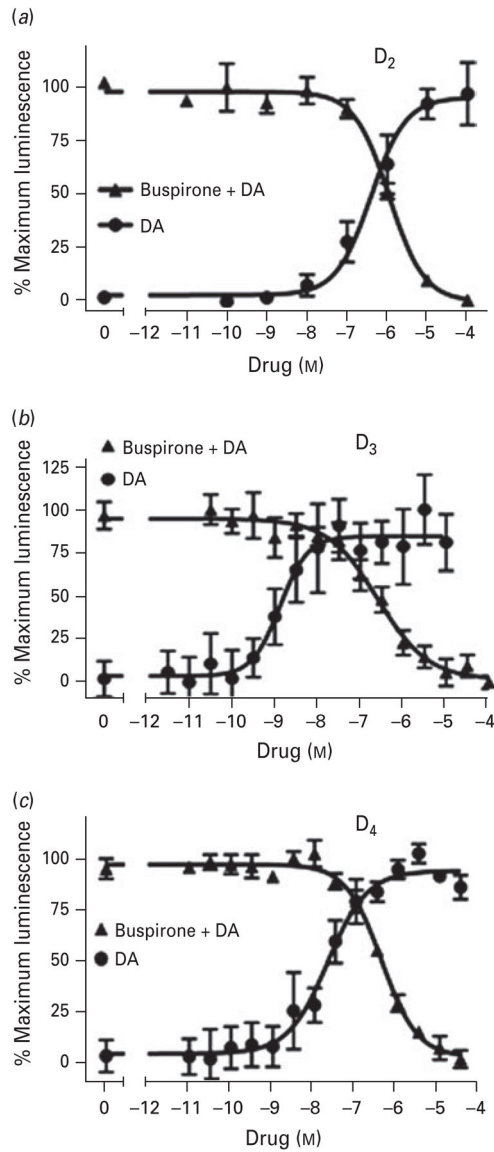 (a)
D2
% Maximum luminescence
100
75
50
25
0
Buspirone + DA
DA
0 −12 −11 −10 −9 −8 −7 −6 −5 −4
Drug (M)
(b)
D3
% Maximum luminescence
Buspirone + DA
DA
125
100
75
50
25
0
0 −12 −11 −10 −9 −8 −7 −6 −5 −4
Drug (M)
(c)
D4
% Maximum luminescence
100
75
50
25
0
Buspirone + DA
DA
0 −12 −11 −10 −9 −8 −7 −6 −5 −4
Drug (M)